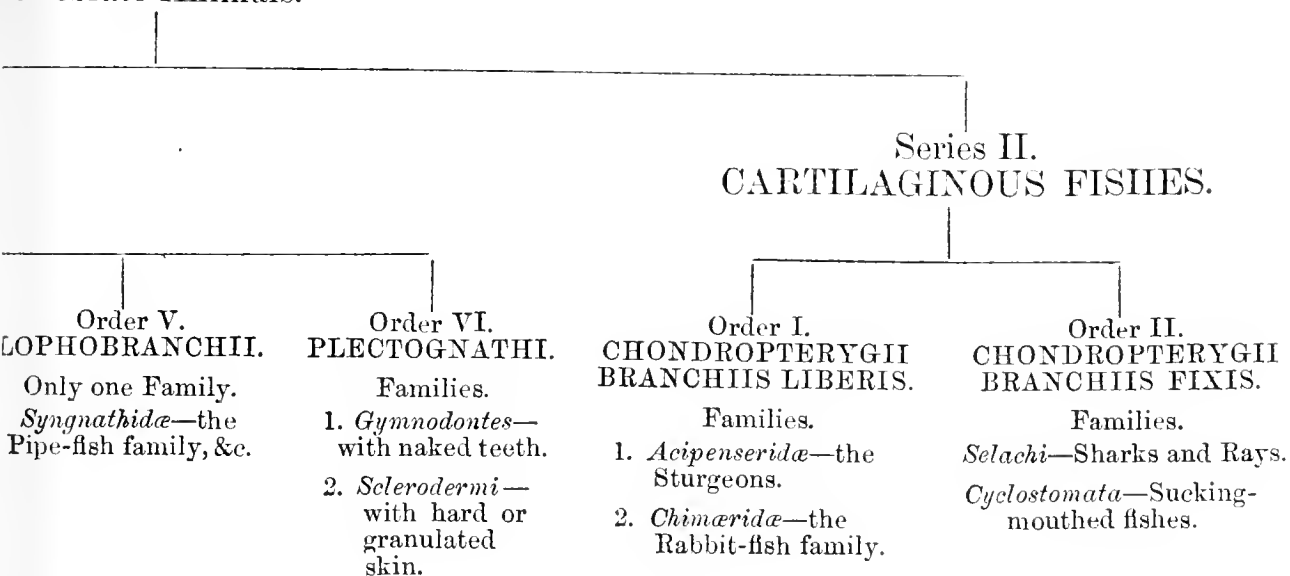 Series II.
CARTILAGINOUS FISHES.
Order V.
LOPHOBRANCHII.
Only one Family.
Syngnathidæ—the
Pipe-fish family, &c.
Order VI.
PLECTOGNATHI.
Families.
1. Gymnodontes—
with naked teeth.
2. Sclerodermi—
with hard or
granulated
skin.
Order I.
CHONDROPTERYGII
BRANCHIIS LIBERIS.
Families.
1. Acipenseridæ—the
Sturgeons.
2. Chimæridæ—the
Rabbit-fish family.
Order II.
CHONDROPTERYGII
BRANCHIIS FIXIS.
Families.
Selachi—Sharks and Rays.
Cyclostomata—Sucking-
mouthed fishes.